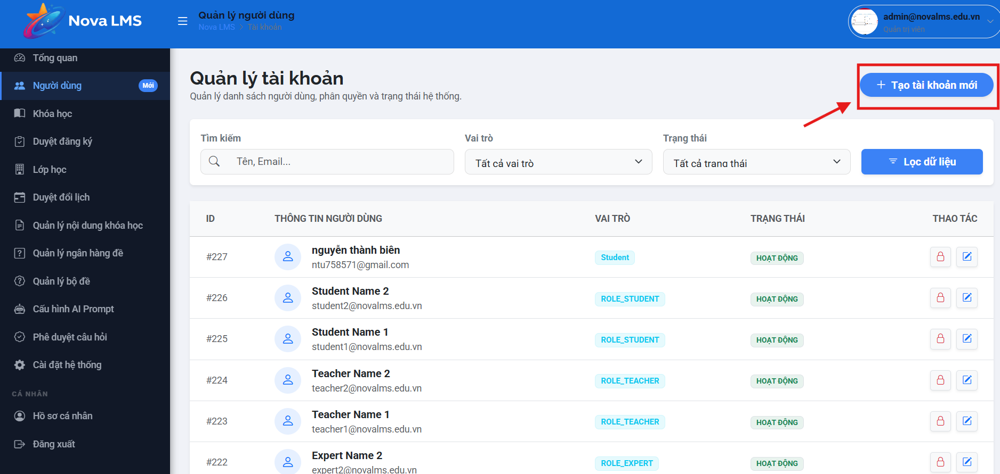 Nova LMS
Quản lý người dùng
Nova LMS > Tài khoản
admin@novalms.edu.vn
Quản trị viên
Tổng quan
Người dùng Mới
Khóa học
Duyệt đăng ký
Lớp học
Duyệt đổi lịch
Quản lý nội dung khóa học
Quản lý ngân hàng đề
Quản lý bộ đề
Cấu hình AI Prompt
Phê duyệt câu hỏi
Cài đặt hệ thống
CÁ NHÂN
Hồ sơ cá nhân
Đăng xuất
Quản lý tài khoản
Quản lý danh sách người dùng, phân quyền và trạng thái hệ thống.
+ Tạo tài khoản mới
Tìm kiếm Vai trò Trạng thái
Tên, Email... Tất cả vai trò Tất cả trạng thái Lọc dữ liệu
ID THÔNG TIN NGƯỜI DÙNG VAI TRÒ TRẠNG THÁI THAO TÁC
#227 nguyễn thành biên Student HOẠT ĐỘNG
ntu758571@gmail.com
#226 Student Name 2 ROLE_STUDENT HOẠT ĐỘNG
student2@novalms.edu.vn
#225 Student Name 1 ROLE_STUDENT HOẠT ĐỘNG
student1@novalms.edu.vn
#224 Teacher Name 2 ROLE_TEACHER HOẠT ĐỘNG
teacher2@novalms.edu.vn
#223 Teacher Name 1 ROLE_TEACHER HOẠT ĐỘNG
teacher1@novalms.edu.vn
#222 Expert Name 2 ROLE_EXPERT HOẠT ĐỘNG
expert2@novalms.edu.vn